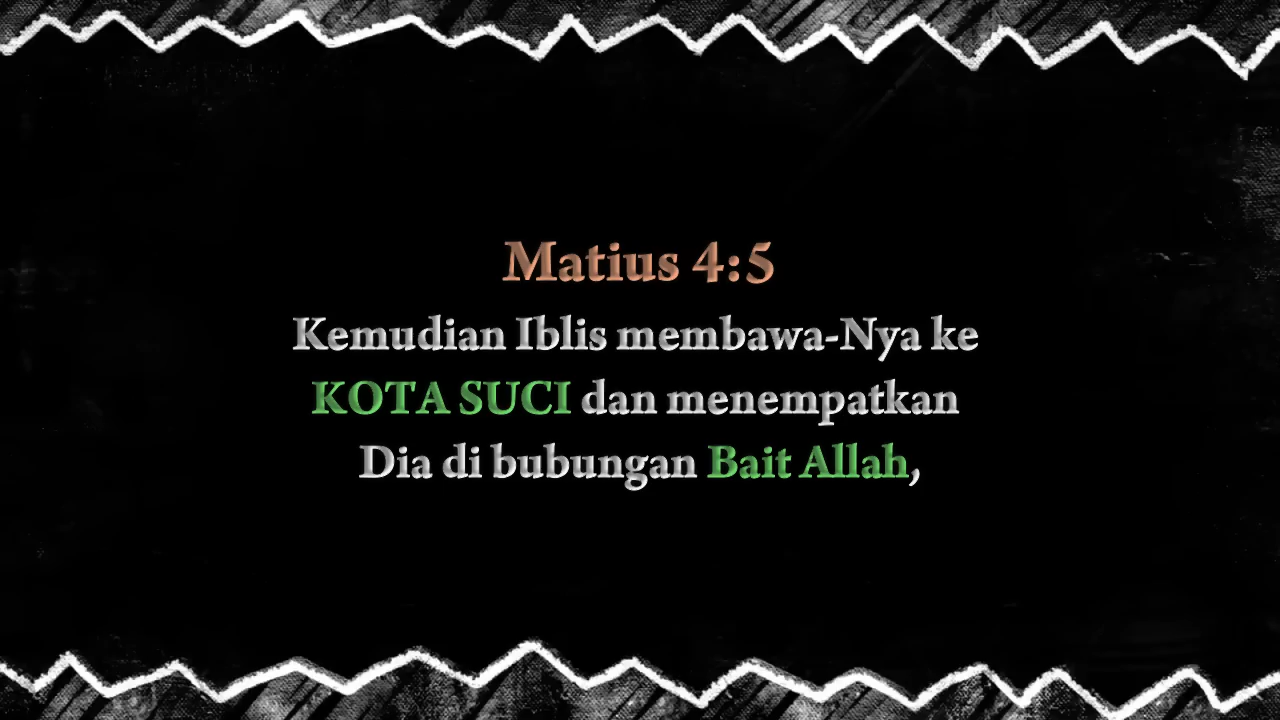 Matius 4:5
Kemudian Iblis membawa-Nya ke
KOTA SUCI dan menempatkan
Dia di bubungan Bait Allah,